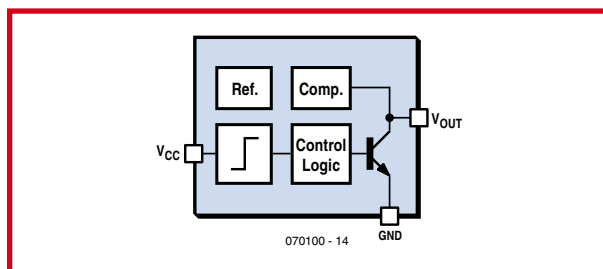 Ref.
Comp.
VOUT
VCC
Control
Logic
GND
070100 - 14